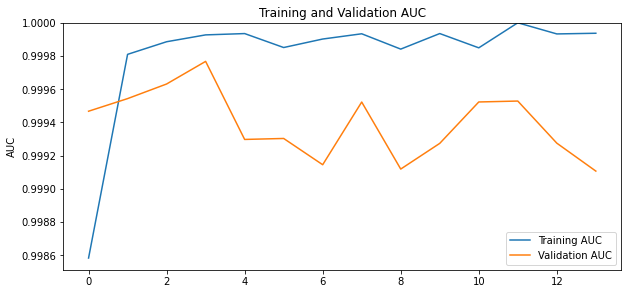 Training and Validation AUC
1.0000
0.9998
0.9996
0.9994
0.9992
0.9990
0.9988
0.9986
AUC
0 2 4 6 8 10 12
Training AUC
Validation AUC